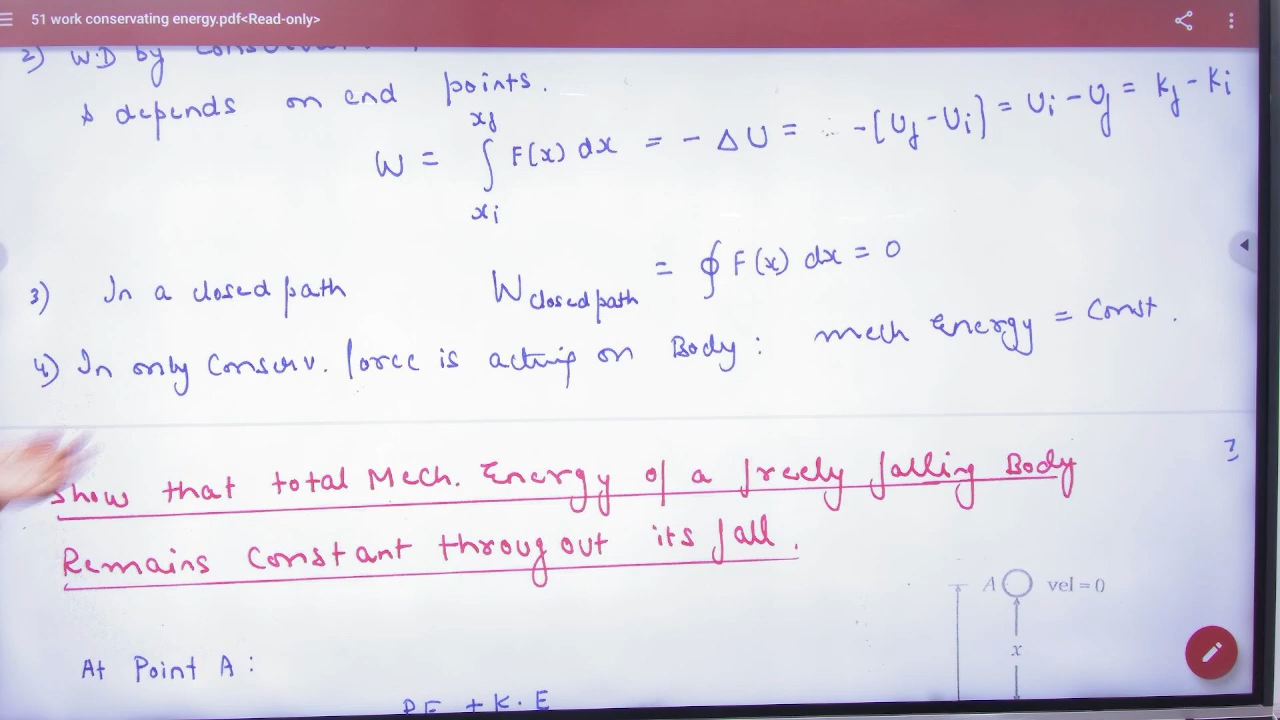 51 work conservating energy.pdf<Read-only>
2) W.D by
& depends on end points.
W = ∫ F(x) dx = - ΔU = -[Uf - Ui] = Ui - Uf = Kf - Ki
xf
xi
3) In a closed path W closed path = ∮ F(x) dx = 0
4) In only Conserv. force is acting on Body : mech Energy = Const.
Show that total Mech. Energy of a freely falling Body
Remains Constant througout its fall.
A vel = 0
x
At Point A :
PE + K.E